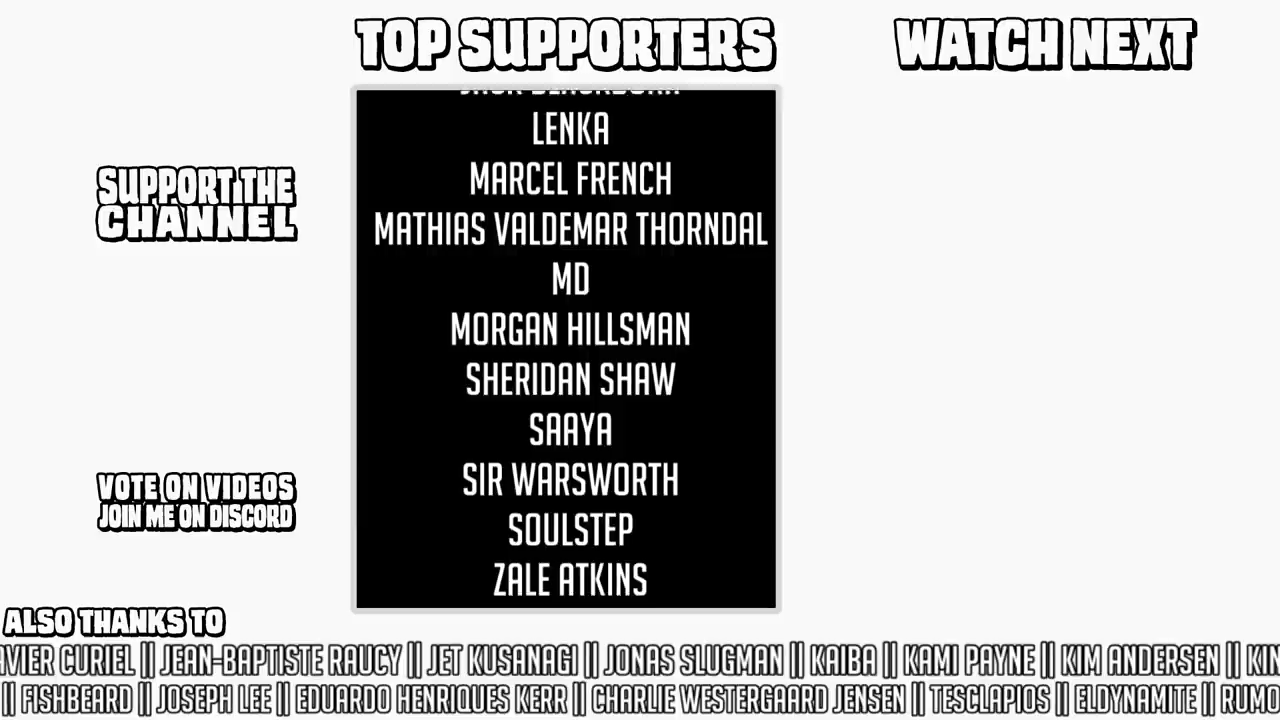 TOP SUPPORTERS
WATCH NEXT
LENKA
MARCEL FRENCH
MATHIAS VALDEMAR THORNDAL
MD
MORGAN HILLSMAN
SHERIDAN SHAW
SAAYA
SIR WARSWORTH
SOULSTEP
ZALE ATKINS
SUPPORT THE
CHANNEL
VOTE ON VIDEOS
JOIN ME ON DISCORD
ALSO THANKS TO
CURIEL || JEAN-BAPTISTE RAUCY || JET KUSANAGI || JONAS SLUGMAN || KAIBA || KAMI PAYNE || KIM ANDERSEN ||
|| FISHBEARD || JOSEPH LEE || EDUARDO HENRIQUES KERR || CHARLIE WESTERGAARD JENSEN || TESCLAPIOS || ELDYNAMITE ||